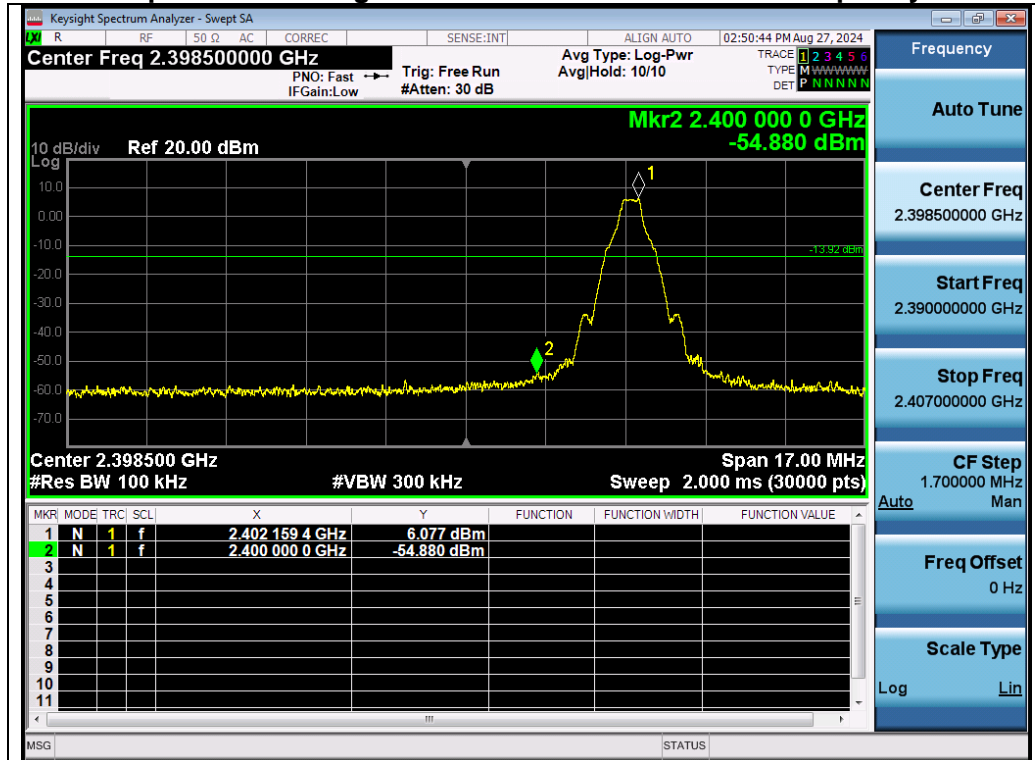 Keysight Spectrum Analyzer - Swept SA
LXI R RF 50 Ω AC CORREC SENSE:INT ALIGN AUTO 02:50:44 PM Aug 27, 2024
Center Freq 2.398500000 GHz
PNO: Fast
IFGain:Low
Trig: Free Run
#Atten: 30 dB
Avg Type: Log-Pwr
Avg|Hold: 10/10
TRACE 1 2 3 4 5 6
TYPE M WWWWW
DET P N N N N N
Mkr2 2.400 000 0 GHz
-54.880 dBm
10 dB/div Ref 20.00 dBm
Log
10.0
0.00
-10.0
-20.0
-30.0
-40.0
-50.0
-60.0
-70.0
1
-13.92 dBm
2
Center 2.398500 GHz Span 17.00 MHz
#Res BW 100 kHz #VBW 300 kHz Sweep 2.000 ms (30000 pts)
MKR MODE TRC SCL X Y FUNCTION FUNCTION WIDTH FUNCTION VALUE
1 N 1 f 2.402 159 4 GHz 6.077 dBm
2 N 1 f 2.400 000 0 GHz -54.880 dBm
3
4
5
6
7
8
9
10
11
MSG STATUS
Frequency
Auto Tune
Center Freq
2.398500000 GHz
Start Freq
2.390000000 GHz
Stop Freq
2.407000000 GHz
CF Step
1.700000 MHz
Auto Man
Freq Offset
0 Hz
Scale Type
Log Lin